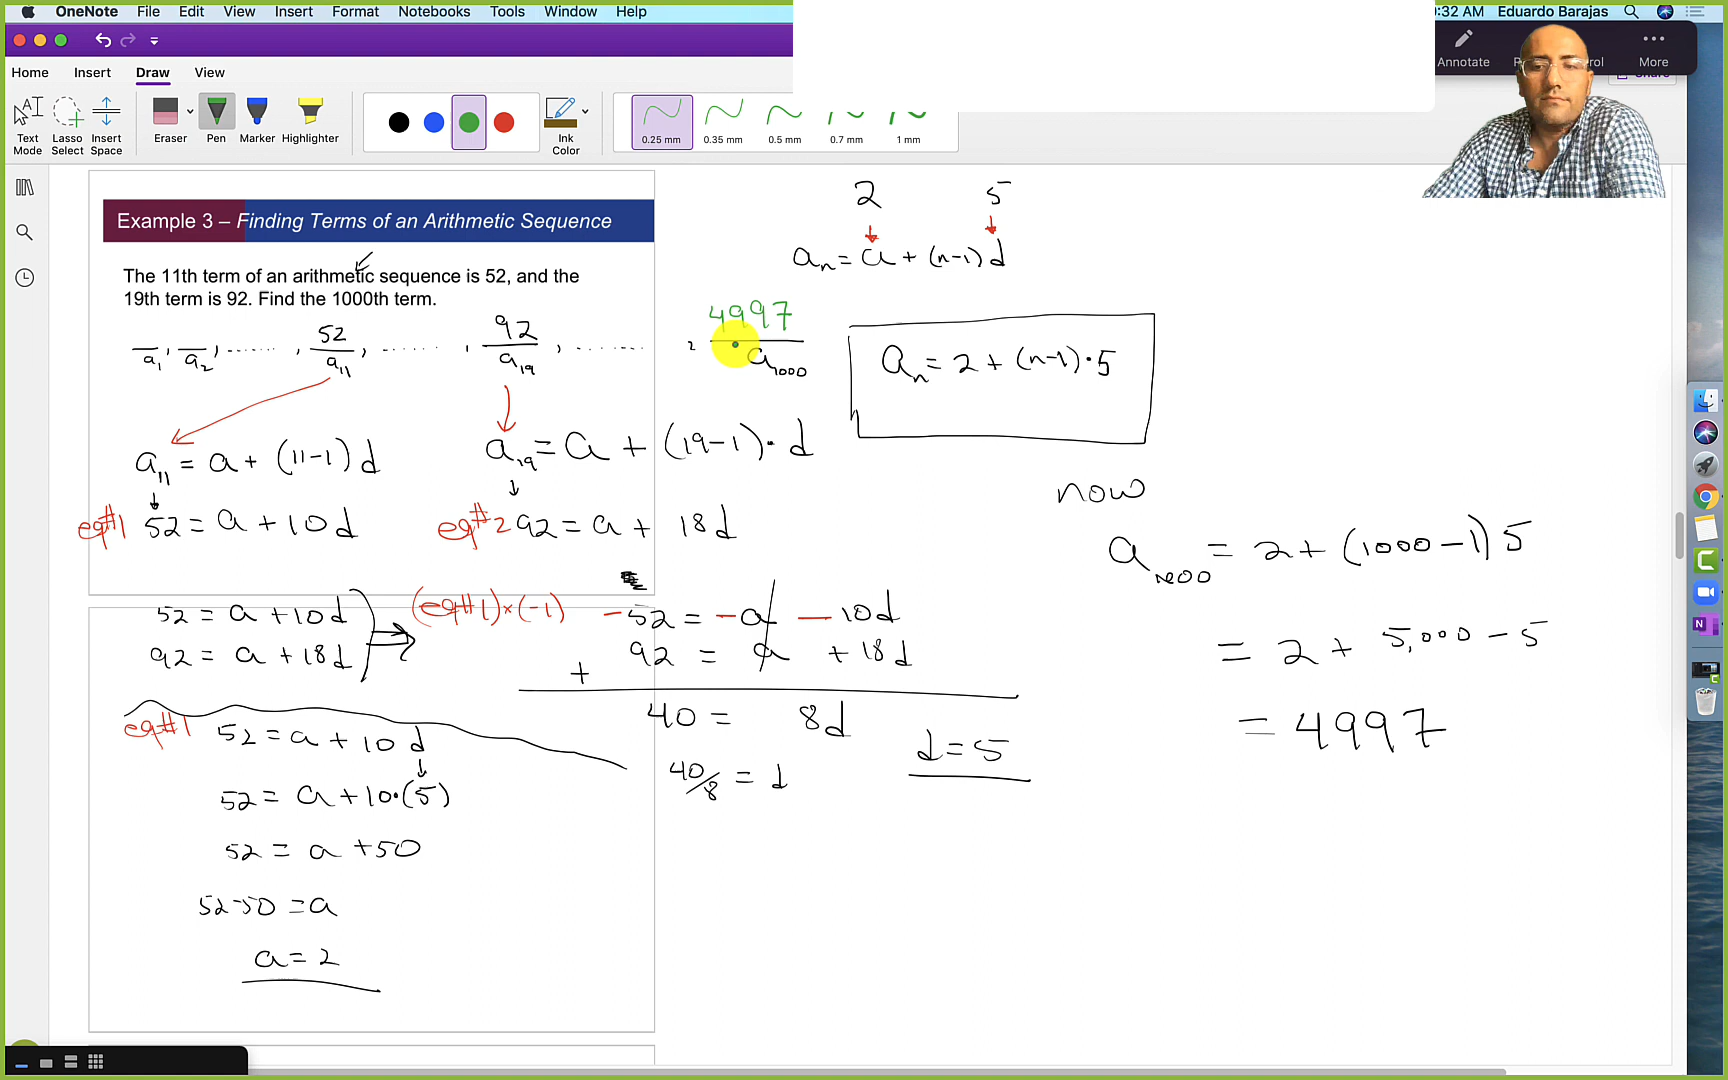 OneNote File Edit View Insert Format Notebooks Tools Window Help
:32 AM Eduardo Barajas
Home Insert Draw View
Annotate
More
Share
Text Mode
Lasso Select
Insert Space
Eraser
Pen
Marker
Highlighter
Ink Color
0.25 mm
0.35 mm
0.5 mm
0.7 mm
1 mm
Example 3 – Finding Terms of an Arithmetic Sequence
The 11th term of an arithmetic sequence is 52, and the
19th term is 92. Find the 1000th term.
2 5
aₙ = a + (n-1) d
a₁, a₂, ......, 52 a₁₁, ......., 92 a₁₉, .........., 4997 a₁₀₀₀
aₙ = 2 + (n-1)·5
a₁₁ = a + (11-1) d
a₁₉ = a + (19-1)·d
eq#1 52 = a + 10d
eq#2 92 = a + 18d
52 = a + 10d
92 = a + 18d
(eq#1)×(-1)
-52 = -a - 10d
+ 92 = a + 18d
40 = 8d
40/8 = d
d = 5
eq#1 52 = a + 10 d
52 = a + 10·(5)
52 = a + 50
52-50 = a
a = 2
now
a₁₀₀₀ = 2 + (1000-1) 5
= 2 + 5,000 - 5
= 4997